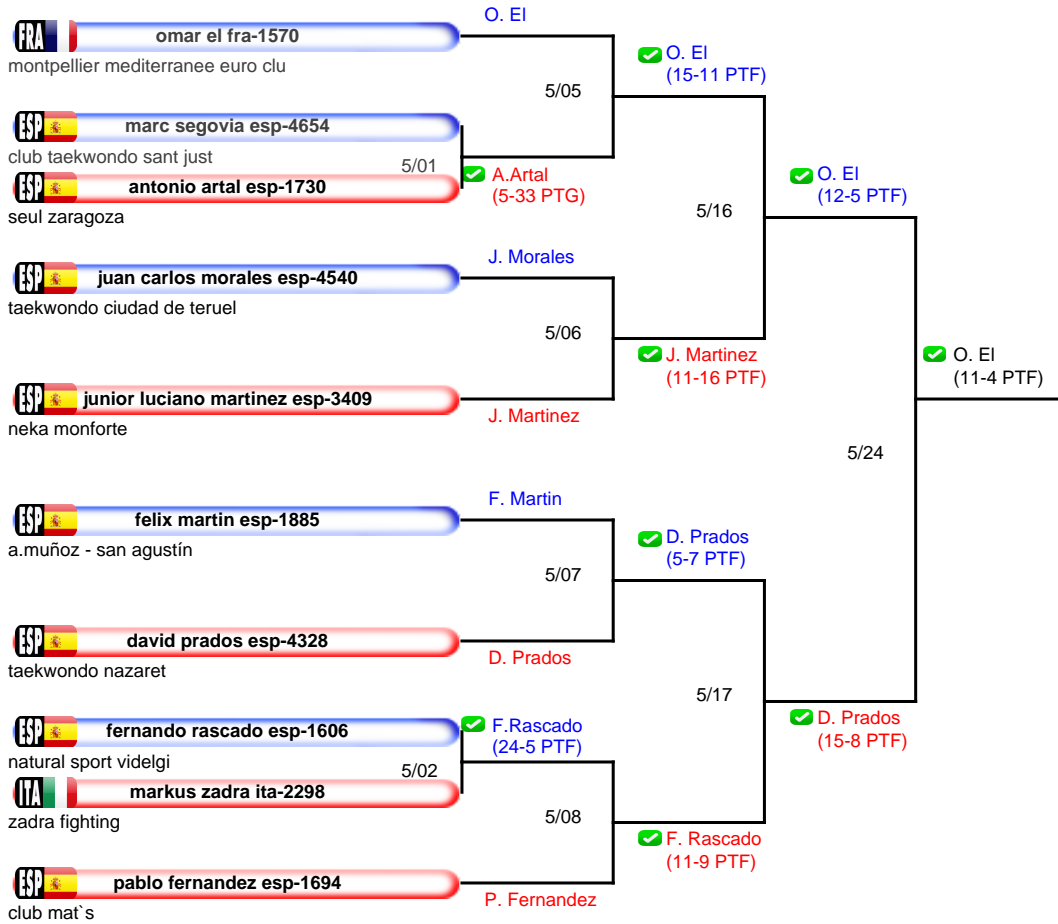 O. El
FRA omar el fra-1570
montpellier mediterranee euro clu
O. El
(15-11 PTF)
5/05
ESP marc segovia esp-4654
club taekwondo sant just
5/01
A.Artal
(5-33 PTG)
ESP antonio artal esp-1730
seul zaragoza
O. El
(12-5 PTF)
5/16
J. Morales
ESP juan carlos morales esp-4540
taekwondo ciudad de teruel
5/06
J. Martinez
(11-16 PTF)
O. El
(11-4 PTF)
ESP junior luciano martinez esp-3409
J. Martinez
neka monforte
5/24
F. Martin
ESP felix martin esp-1885
a.muñoz - san agustín
D. Prados
(5-7 PTF)
5/07
ESP david prados esp-4328
D. Prados
taekwondo nazaret
5/17
D. Prados
(15-8 PTF)
ESP fernando rascado esp-1606
F.Rascado
(24-5 PTF)
natural sport videlgi
5/02
ITA markus zadra ita-2298
zadra fighting
5/08
F. Rascado
(11-9 PTF)
ESP pablo fernandez esp-1694
P. Fernandez
club mat`s